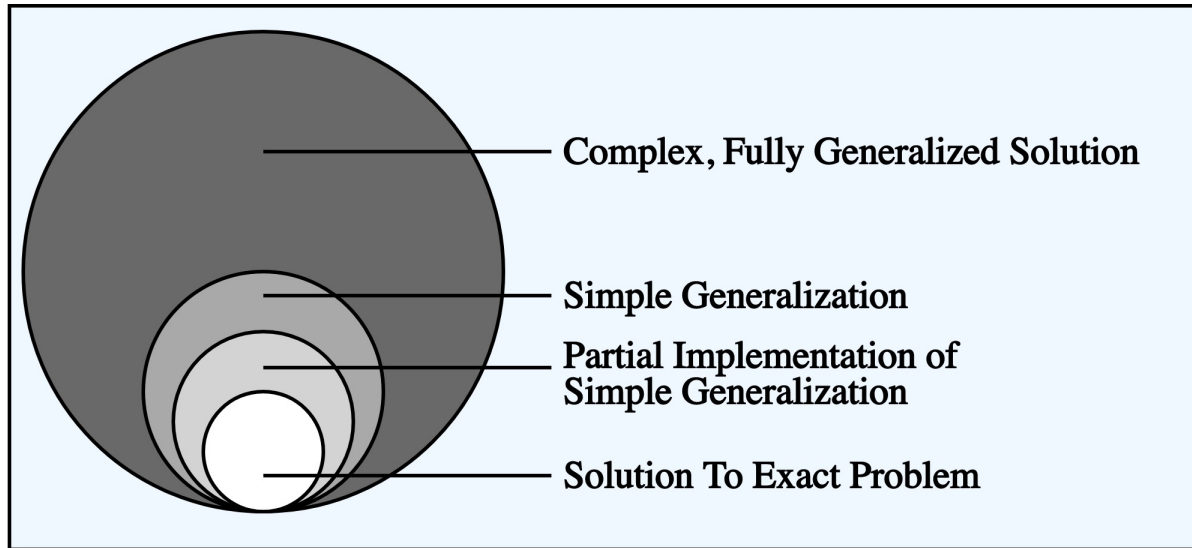 Complex, Fully Generalized Solution
Simple Generalization
Partial Implementation of
Simple Generalization
Solution To Exact Problem